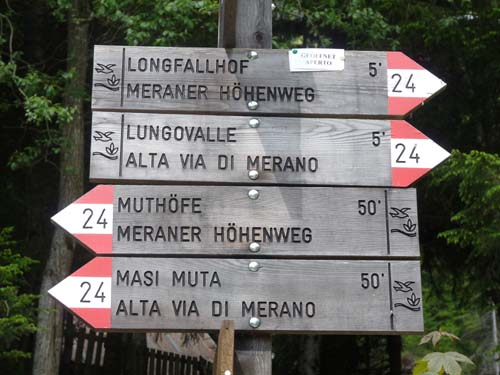 LONGFALLHOF 5'
GEÖFFNET
APERTO
MERANER HÖHENWEG
24
LUNGOVALLE 5'
ALTA VIA DI MERANO
24
MUTHÖFE 50'
MERANER HÖHENWEG
24
MASI MUTA 50'
ALTA VIA DI MERANO
24